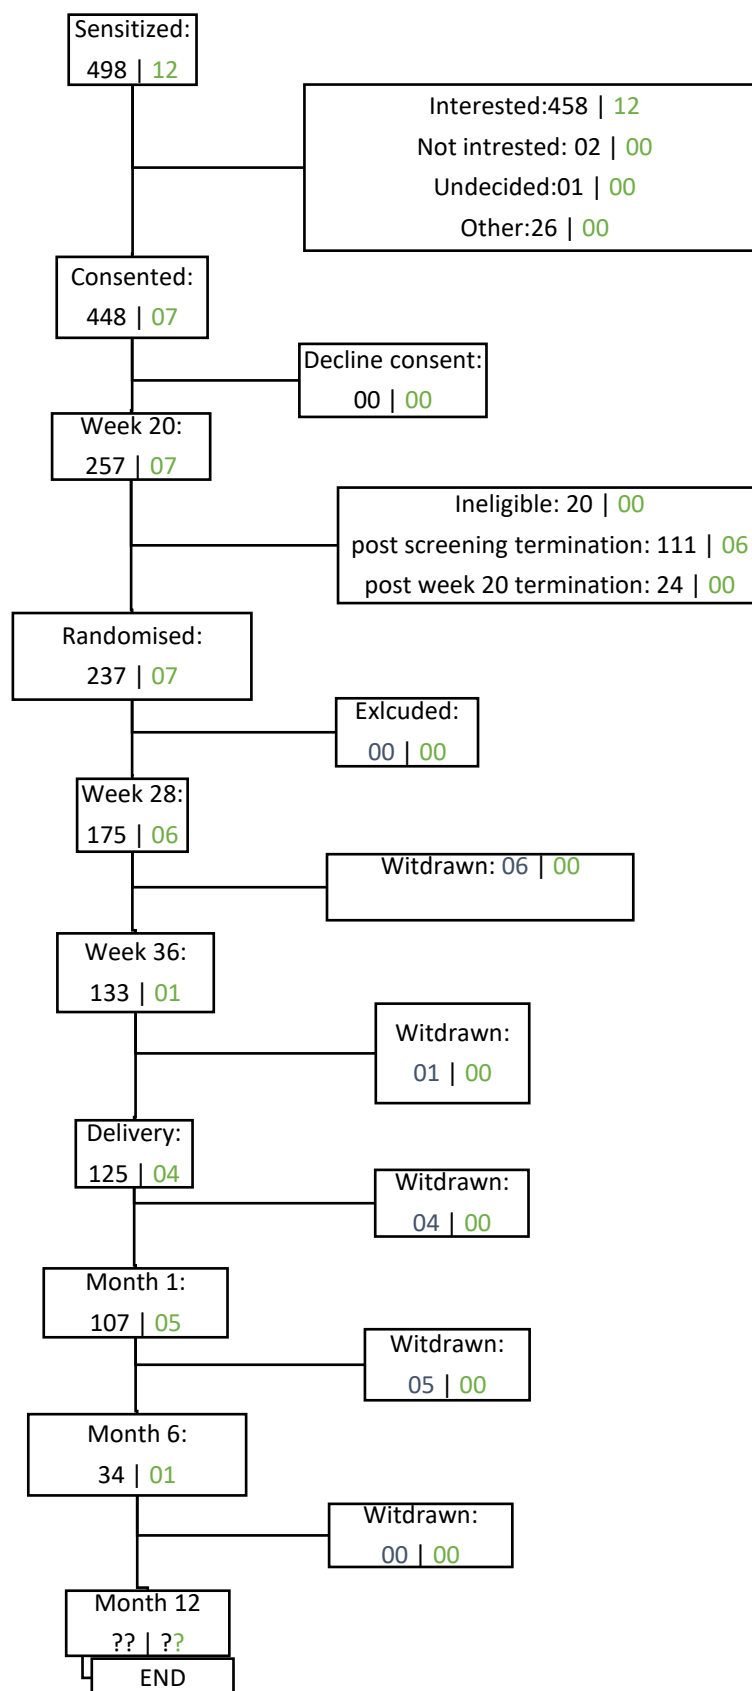 Sensitized:
498 | 12
Interested:458 | 12
Not intrested: 02 | 00
Undecided:01 | 00
Other:26 | 00
Consented:
448 | 07
Decline consent:
00 | 00
Week 20:
257 | 07
Ineligible: 20 | 00
post screening termination: 111 | 06
post week 20 termination: 24 | 00
Randomised:
237 | 07
Exlcuded:
00 | 00
Week 28:
175 | 06
Witdrawn: 06 | 00
Week 36:
133 | 01
Witdrawn:
01 | 00
Delivery:
125 | 04
Witdrawn:
04 | 00
Month 1:
107 | 05
Witdrawn:
05 | 00
Month 6:
34 | 01
Witdrawn:
00 | 00
Month 12
?? | ??
END